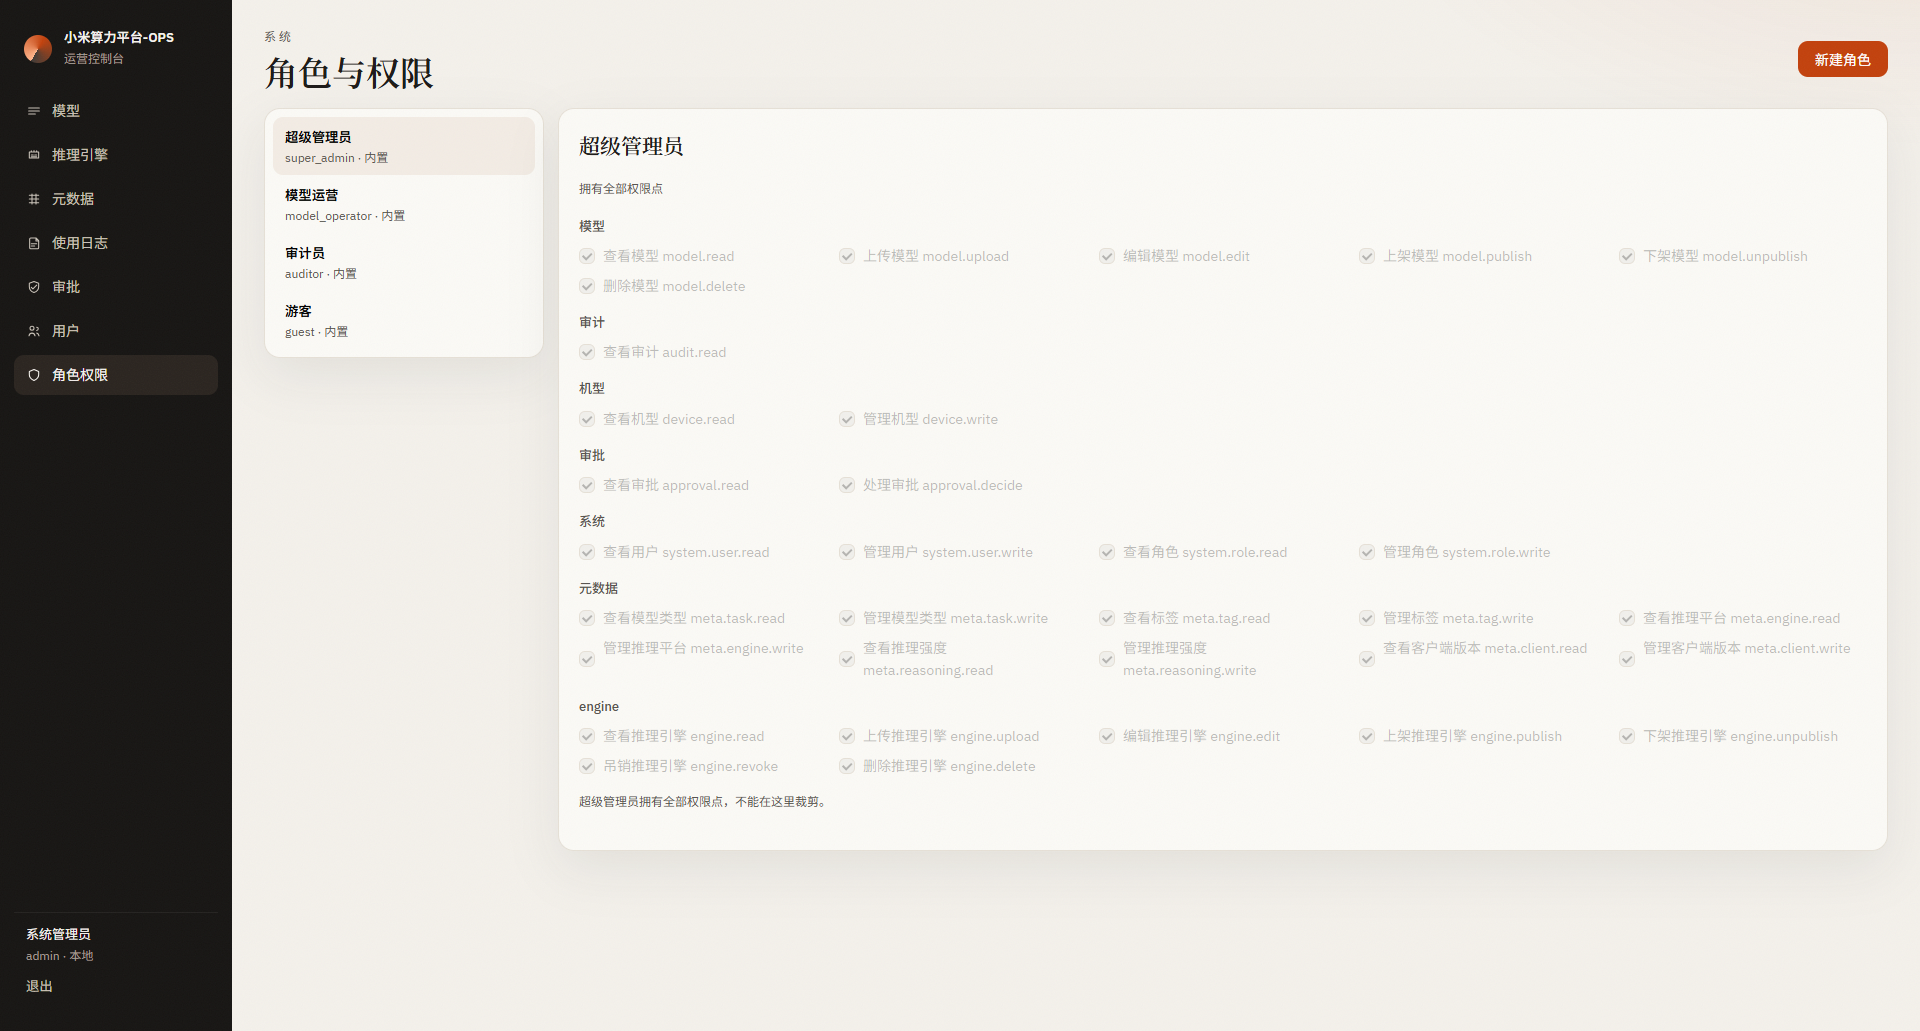 小米算力平台-OPS
运营控制台
模型
推理引擎
元数据
使用日志
审批
用户
角色权限
系统管理员
admin · 本地
退出
系统
角色与权限
新建角色
超级管理员
super_admin · 内置
模型运营
model_operator · 内置
审计员
auditor · 内置
游客
guest · 内置
超级管理员
拥有全部权限点
模型
查看模型 model.read 上传模型 model.upload 编辑模型 model.edit 上架模型 model.publish 下架模型 model.unpublish
删除模型 model.delete
审计
查看审计 audit.read
机型
查看机型 device.read 管理机型 device.write
审批
查看审批 approval.read 处理审批 approval.decide
系统
查看用户 system.user.read 管理用户 system.user.write 查看角色 system.role.read 管理角色 system.role.write
元数据
查看模型类型 meta.task.read 管理模型类型 meta.task.write 查看标签 meta.tag.read 管理标签 meta.tag.write 查看推理平台 meta.engine.read
管理推理平台 meta.engine.write 查看推理强度 meta.reasoning.read 管理推理强度 meta.reasoning.write 查看客户端版本 meta.client.read 管理客户端版本 meta.client.write
engine
查看推理引擎 engine.read 上传推理引擎 engine.upload 编辑推理引擎 engine.edit 上架推理引擎 engine.publish 下架推理引擎 engine.unpublish
吊销推理引擎 engine.revoke 删除推理引擎 engine.delete
超级管理员拥有全部权限点，不能在这里裁剪。